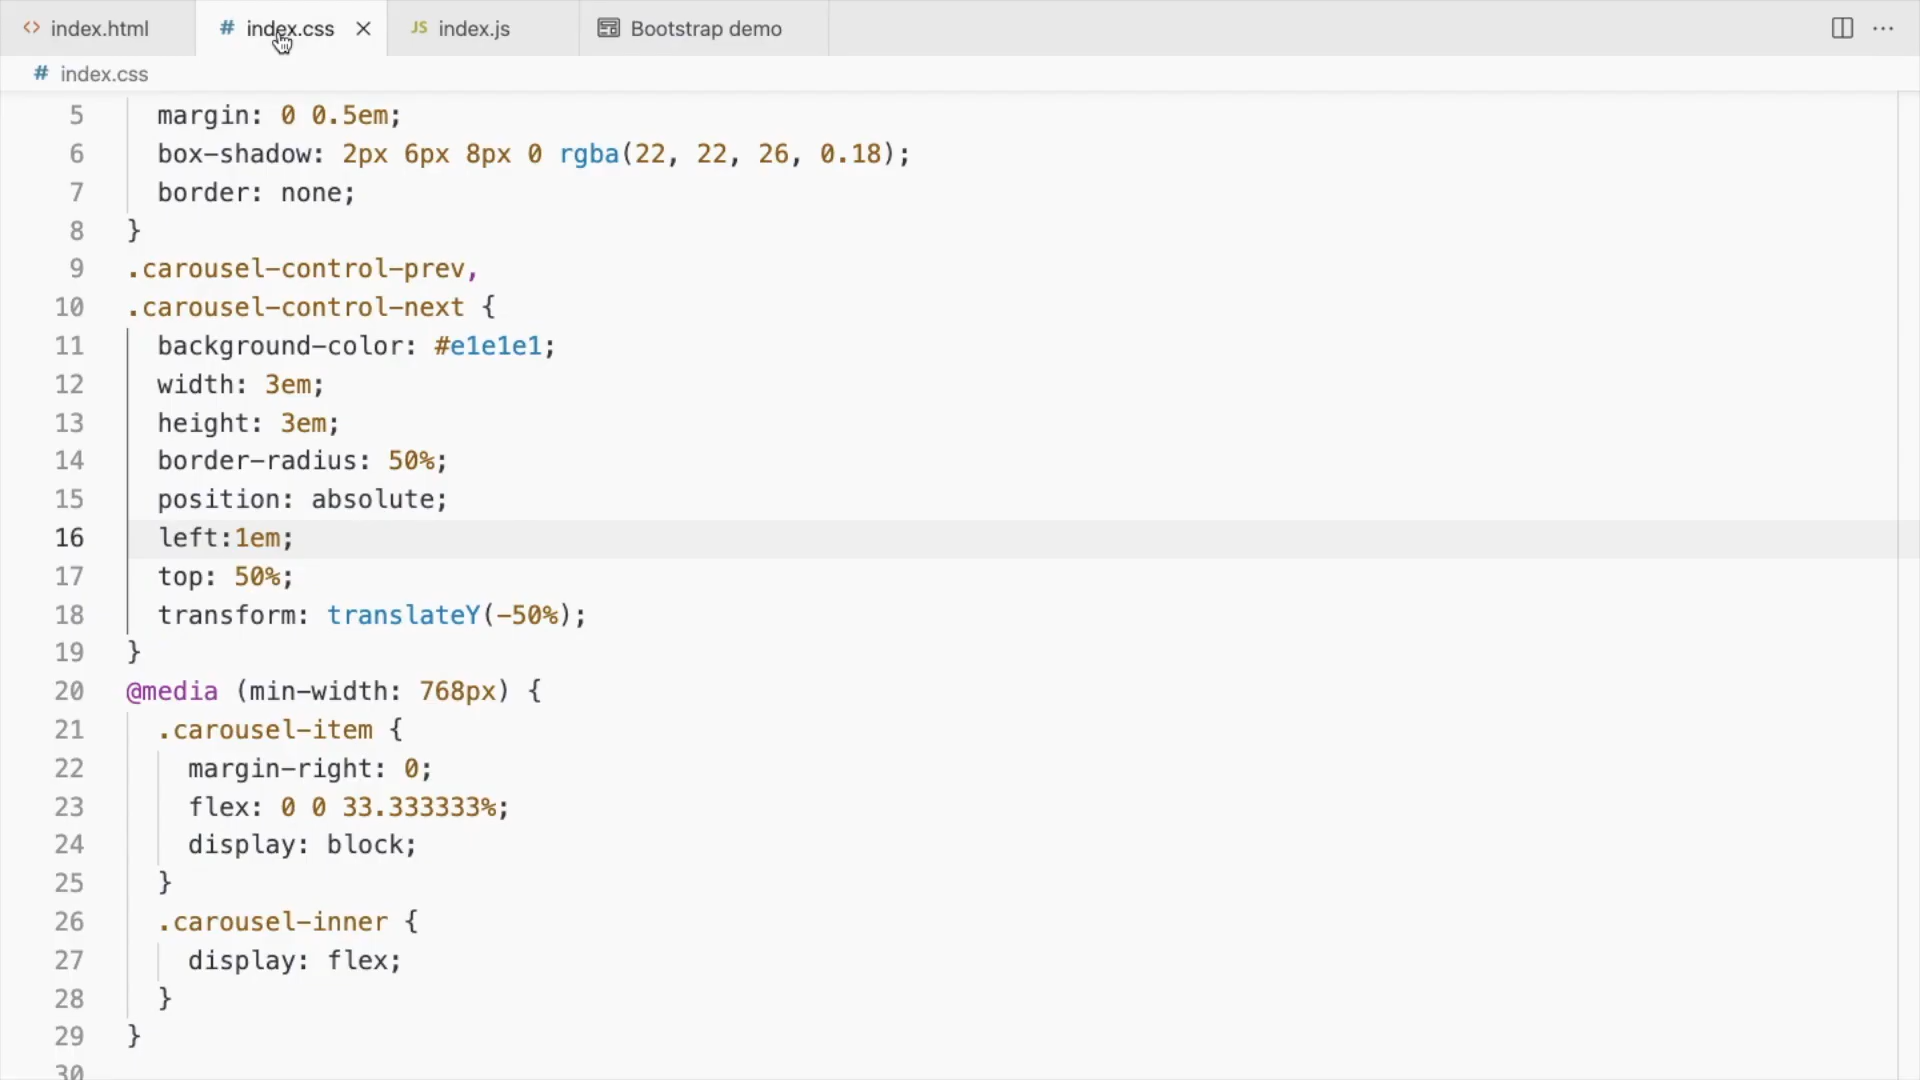 index.html
# index.css
JS index.js
Bootstrap demo
# index.css
5 margin: 0 0.5em;
6 box-shadow: 2px 6px 8px 0 rgba(22, 22, 26, 0.18);
7 border: none;
8 }
9 .carousel-control-prev,
10 .carousel-control-next {
11 background-color: #e1e1e1;
12 width: 3em;
13 height: 3em;
14 border-radius: 50%;
15 position: absolute;
16 left:1em;
17 top: 50%;
18 transform: translateY(-50%);
19 }
20 @media (min-width: 768px) {
21 .carousel-item {
22 margin-right: 0;
23 flex: 0 0 33.333333%;
24 display: block;
25 }
26 .carousel-inner {
27 display: flex;
28 }
29 }
30